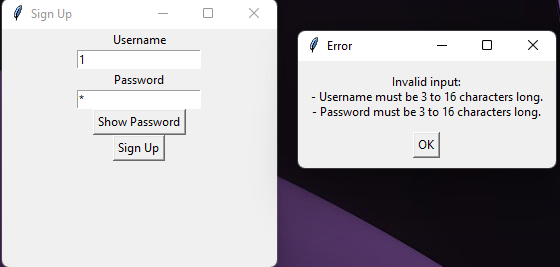 Sign Up
Username
1
Password
*
Show Password
Sign Up
Error
Invalid input:
- Username must be 3 to 16 characters long.
- Password must be 3 to 16 characters long.
OK